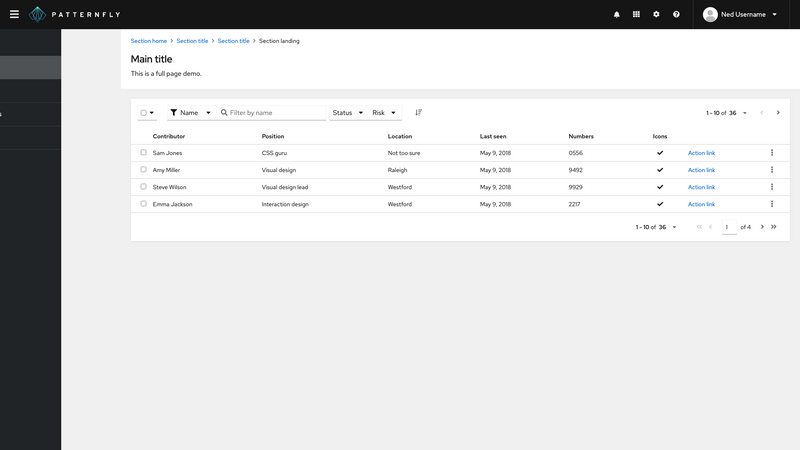 PATTERNFLY
Ned Username
Section home > Section title > Section title > Section landing
Main title
This is a full page demo.
Name Filter by name Status Risk 1 - 10 of 36
Contributor Position Location Last seen Numbers Icons
Sam Jones CSS guru Not too sure May 9, 2018 0556 Action link
Amy Miller Visual design Raleigh May 9, 2018 9492 Action link
Steve Wilson Visual design lead Westford May 9, 2018 9929 Action link
Emma Jackson Interaction design Westford May 9, 2018 2217 Action link
1 - 10 of 36 1 of 4